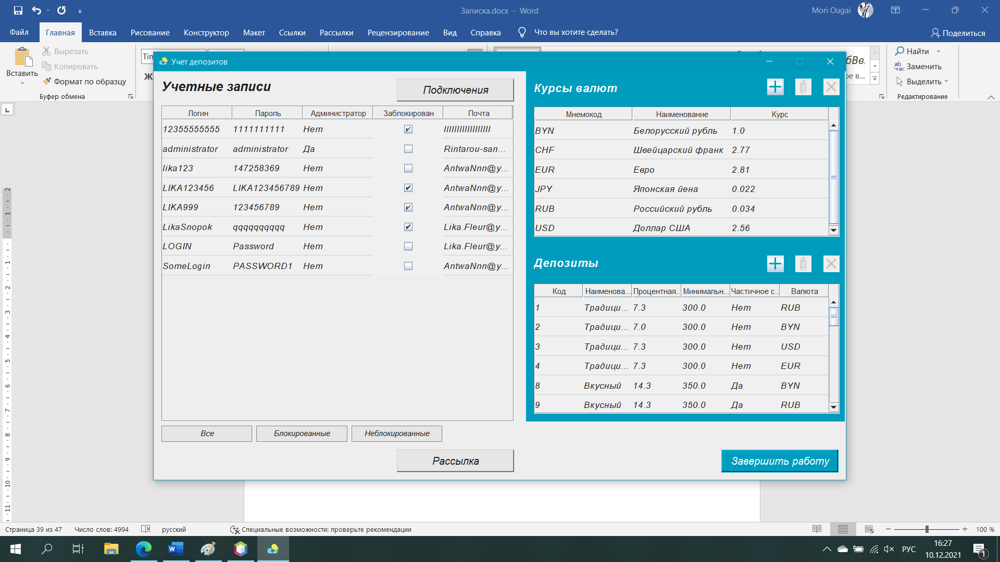 Записка.docx - Word
Mori Ougai
Файл Главная Вставка Рисование Конструктор Макет Ссылки Рассылки Рецензирование Вид Справка Что вы хотите сделать? Поделиться
Вставить
Вырезать
Копировать
Формат по образцу
Буфер обмена
Tim
Ж
Найти
Заменить
Выделить
Редактирование
Учет депозитов
Учетные записи
Подключения
Логин Пароль Администратор Заблокирован Почта
12355555555 1111111111 Нет IIIIIIIIIIIIIIIIII
administrator administrator Да Rintarou-san...
lika123 147258369 Нет AntwaNnn@y...
LIKA123456 LIKA123456789 Нет AntwaNnn@y...
LIKA999 123456789 Нет AntwaNnn@y...
LikaSnopok qqqqqqqqqq Нет Lika.Fleur@y...
LOGIN Password Нет Lika.Fleur@y...
SomeLogin PASSWORD1 Нет AntwaNnn@y...
Все Блокированные Неблокированные
Рассылка
Курсы валют
Мнемокод Наименование Курс
BYN Белорусский рубль 1.0
CHF Швейцарский франк 2.77
EUR Евро 2.81
JPY Японская йена 0.022
RUB Российский рубль 0.034
USD Доллар США 2.56
Депозиты
Код Наименова... Процентная... Минимальн... Частичное с... Валюта
1 Традици... 7.3 300.0 Нет RUB
2 Традици... 7.0 300.0 Нет BYN
3 Традици... 7.3 300.0 Нет USD
4 Традици... 7.3 300.0 Нет EUR
8 Вкусный 14.3 350.0 Да BYN
9 Вкусный 14.3 350.0 Да RUB
Завершить работу
Страница 39 из 47 Число слов: 4994 русский Специальные возможности: проверьте рекомендации 100 %
РУС
16:27
10.12.2021
1